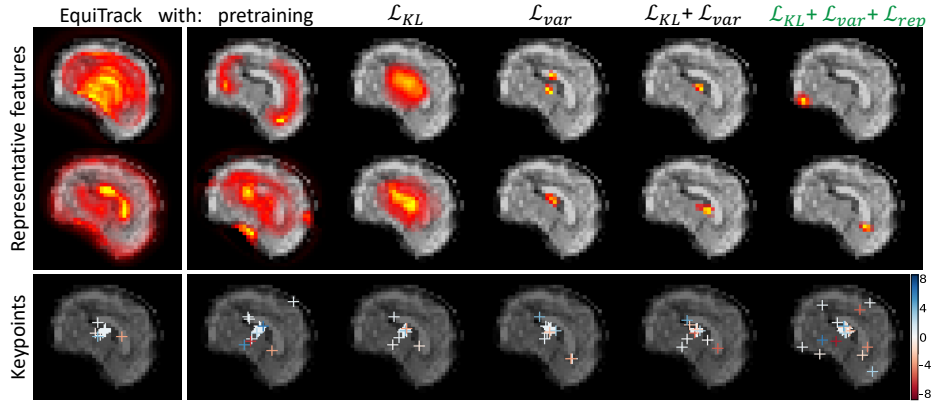 EquiTrack with: pretraining ℒ_KL ℒ_var ℒ_KL + ℒ_var ℒ_KL + ℒ_var + ℒ_rep
Representative features
Keypoints
8
4
0
-4
-8